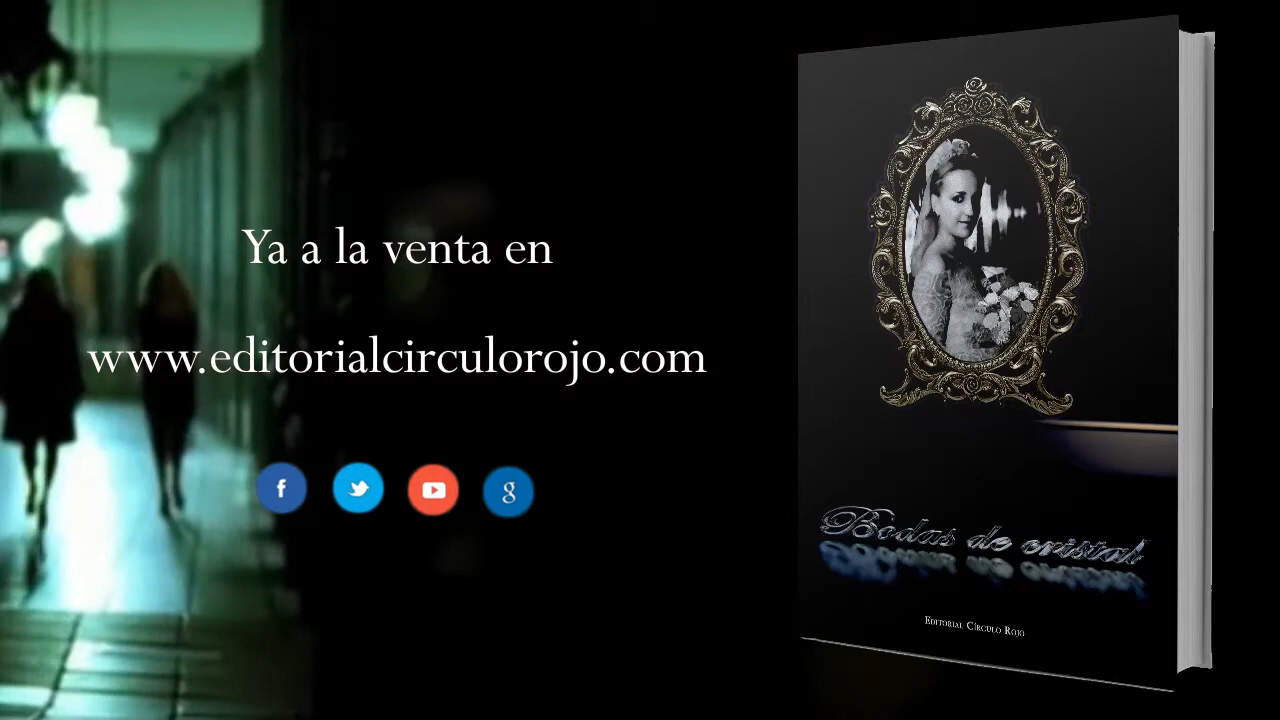 Ya a la venta en
www.editorialcirculorojo.com
f
g
Bodas de cristal
Editorial Círculo Rojo